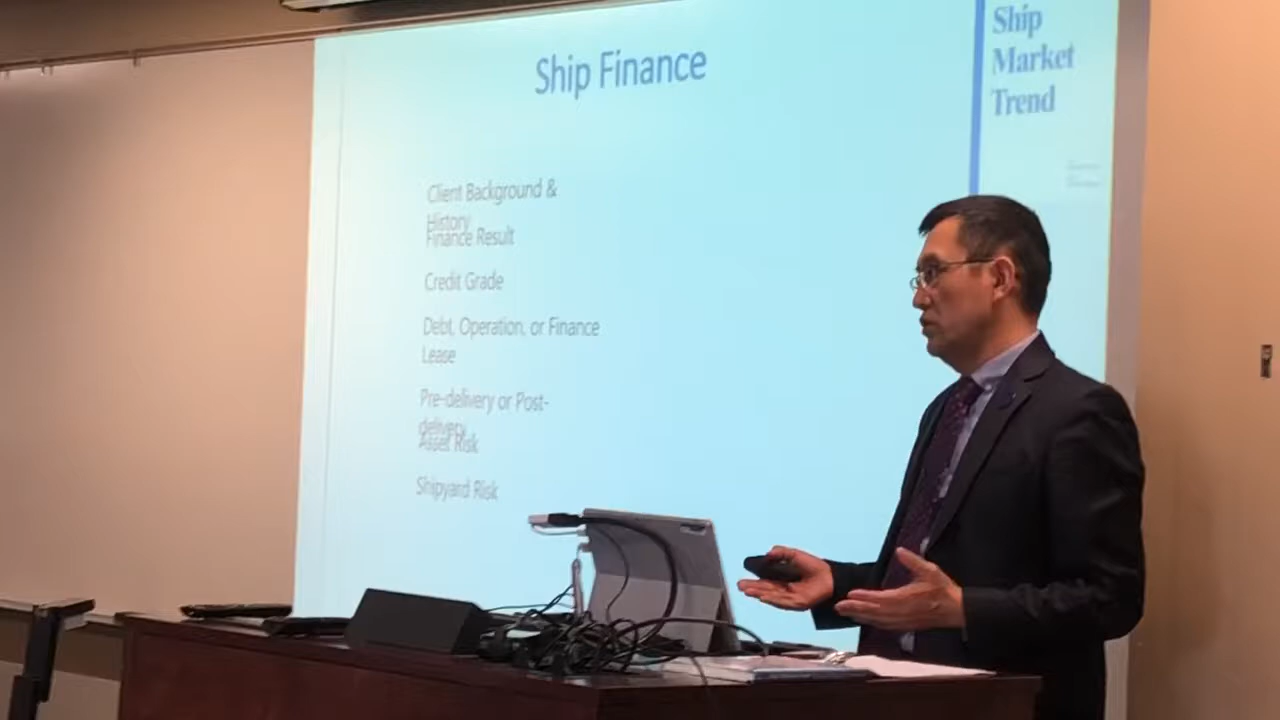 Ship Finance
Ship
Market
Trend
Client Background &
History
Finance Result
Credit Grade
Debt, Operation, or Finance
Lease
Pre-delivery or Post-
delivery
Asset Risk
Shipyard Risk